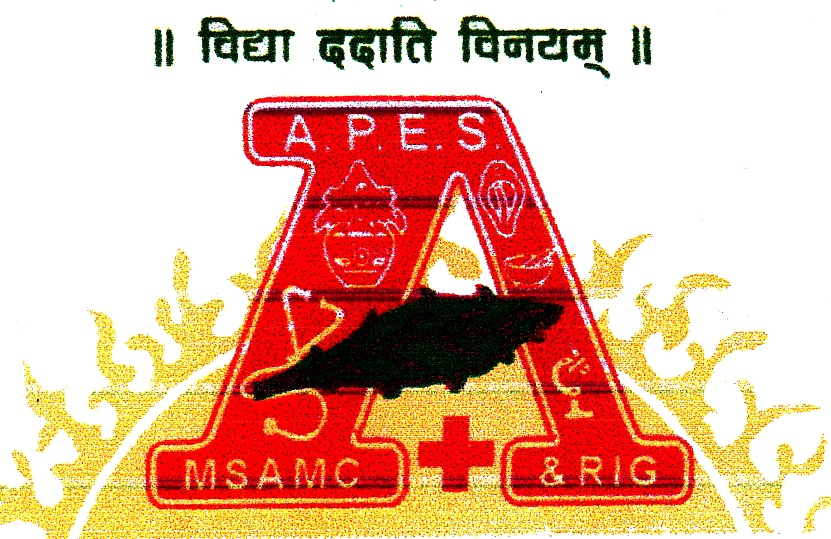 ॥ विद्या ददाति विनयम् ॥
A.P.E.S.
MSAMC & RIG